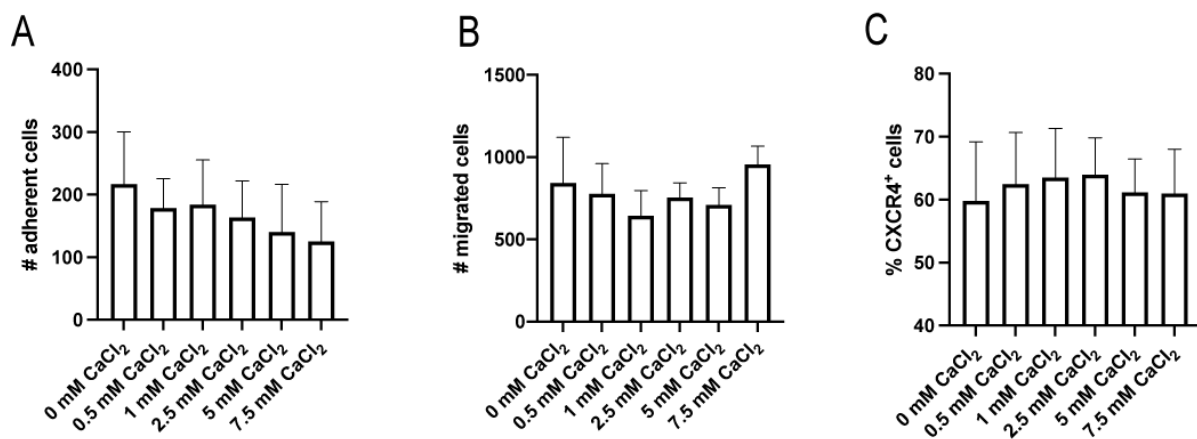 A
# adherent cells
400
300
200
100
0
0 mM CaCl₂
0.5 mM CaCl₂
1 mM CaCl₂
2.5 mM CaCl₂
5 mM CaCl₂
7.5 mM CaCl₂
B
# migrated cells
1500
1000
500
0
0 mM CaCl₂
0.5 mM CaCl₂
1 mM CaCl₂
2.5 mM CaCl₂
5 mM CaCl₂
7.5 mM CaCl₂
C
% CXCR4⁺ cells
80
70
60
50
40
0 mM CaCl₂
0.5 mM CaCl₂
1 mM CaCl₂
2.5 mM CaCl₂
5 mM CaCl₂
7.5 mM CaCl₂